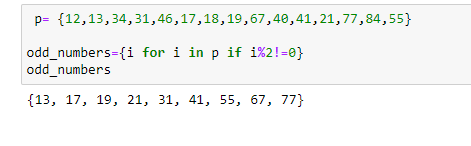 p= {12,13,34,31,46,17,18,19,67,40,41,21,77,84,55}
odd_numbers={i for i in p if i%2!=0}
odd_numbers
{13, 17, 19, 21, 31, 41, 55, 67, 77}